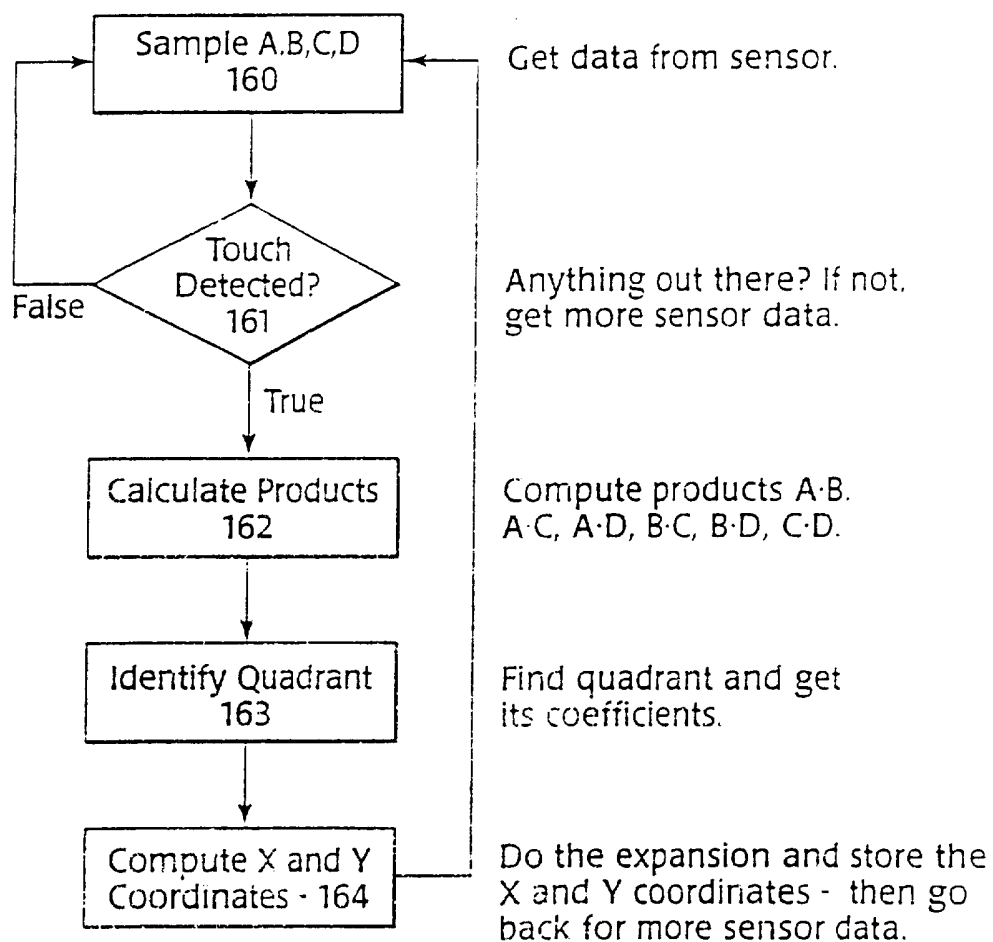 Sample A.B,C,D
160
Get data from sensor.
Touch
Detected?
161
False
Anything out there? If not,
get more sensor data.
True
Calculate Products
162
Compute products A·B.
A·C, A·D, B·C, B·D, C·D.
Identify Quadrant
163
Find quadrant and get
its coefficients.
Compute X and Y
Coordinates - 164
Do the expansion and store the
X and Y coordinates - then go
back for more sensor data.